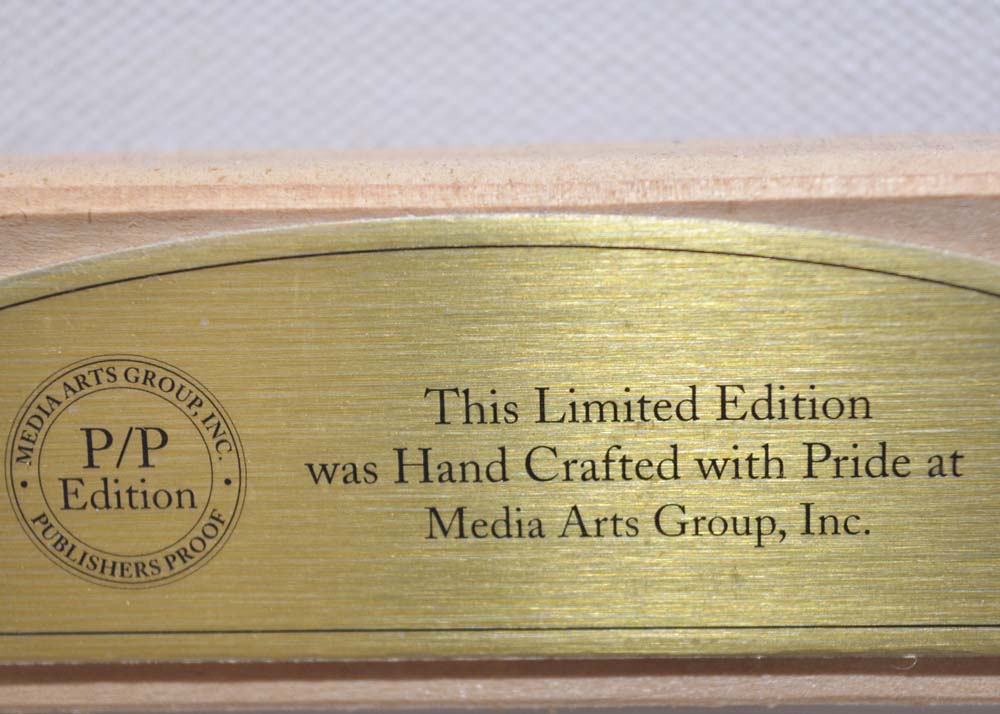 MEDIA ARTS GROUP, INC.
P/P
Edition
PUBLISHERS PROOF
This Limited Edition
was Hand Crafted with Pride at
Media Arts Group, Inc.